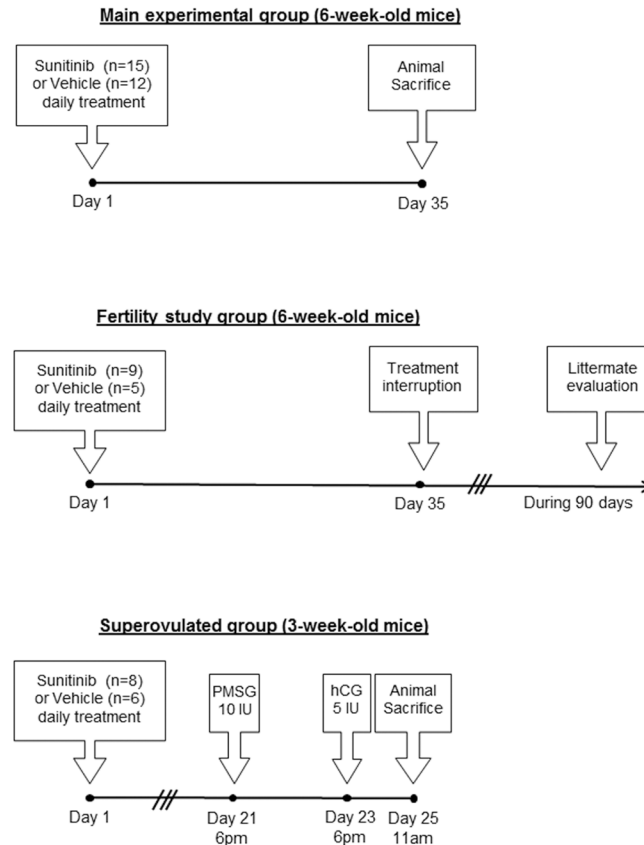 Main experimental group (6-week-old mice)
Sunitinib (n=15)
or Vehicle (n=12)
daily treatment
Animal
Sacrifice
Day 1
Day 35
Fertility study group (6-week-old mice)
Sunitinib (n=9)
or Vehicle (n=5)
daily treatment
Treatment
interruption
Littermate
evaluation
Day 1
Day 35
During 90 days
Superovulated group (3-week-old mice)
Sunitinib (n=8)
or Vehicle (n=6)
daily treatment
PMSG
10 IU
hCG
5 IU
Animal
Sacrifice
Day 1
Day 21
6pm
Day 23
6pm
Day 25
11am